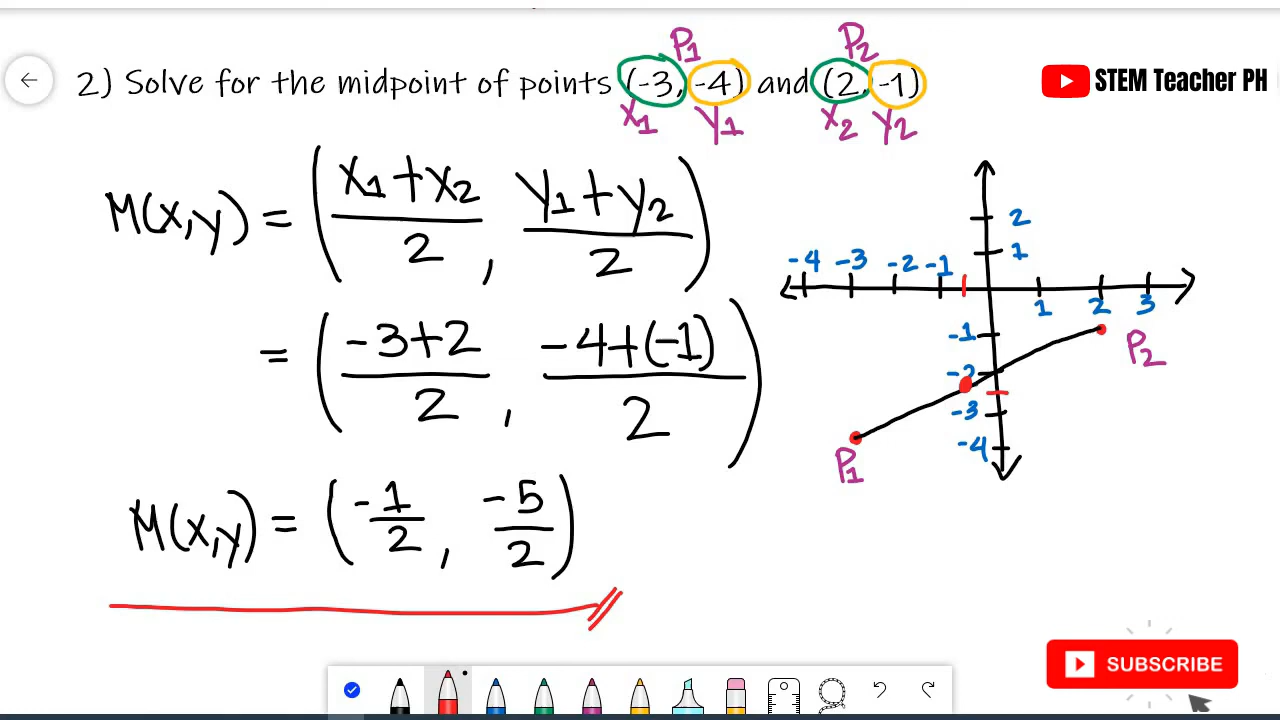 P1 P2
2) Solve for the midpoint of points (-3, -4) and (2, -1)
X1 Y1 X2 Y2
STEM Teacher PH
M(X,Y) = (X1+X2/2, Y1+Y2/2)
= (-3+2/2, -4+(-1)/2)
M(X,Y) = (-1/2, -5/2)
2
1
-4 -3 -2 -1
1 2 3
-1
-2
-3
-4
P2
P1
SUBSCRIBE